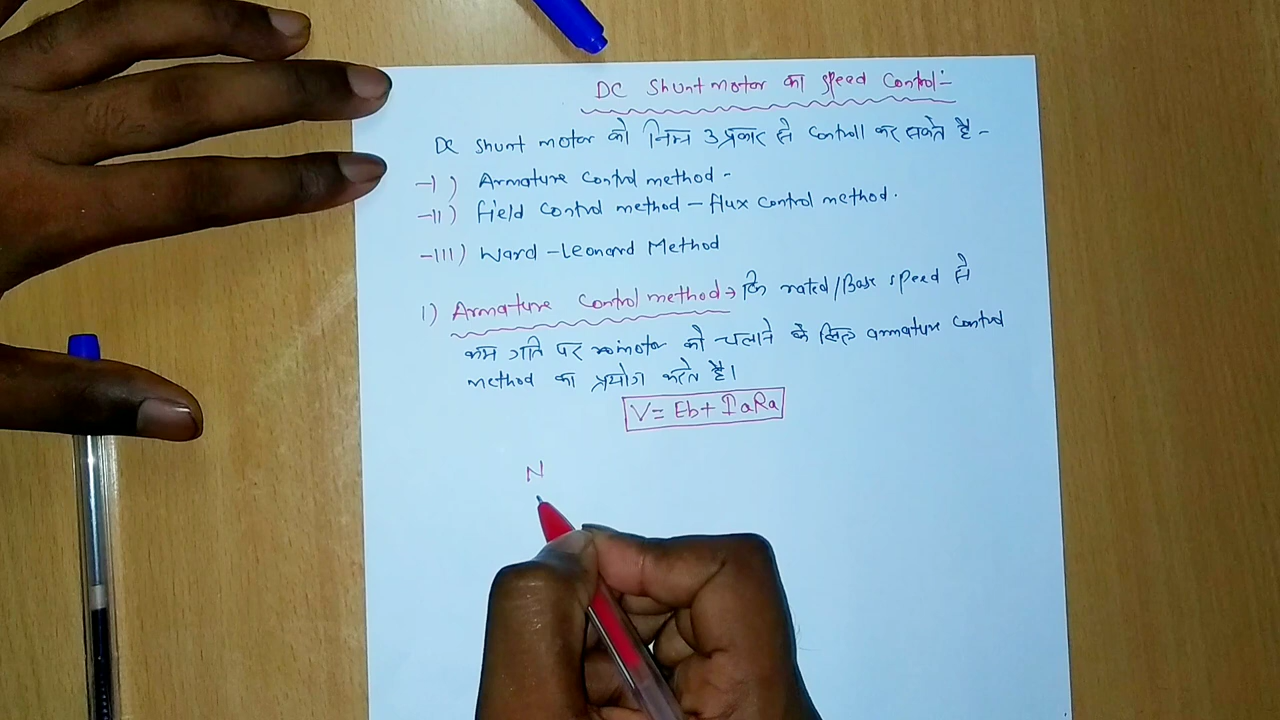 DC Shunt motor का speed Control:-
DC Shunt motor को निम्न 3 प्रकार से Controll कर सकते है -
-I) Armature Control method -
-II) field Control method - flux Control method.
-III) Ward-Leonard Method
1) Armature Control method → rated/Base speed से
कम गति पर motor को चलाने के लिए armature Control
method का प्रयोग करते है।
V = Eb + IaRa
N